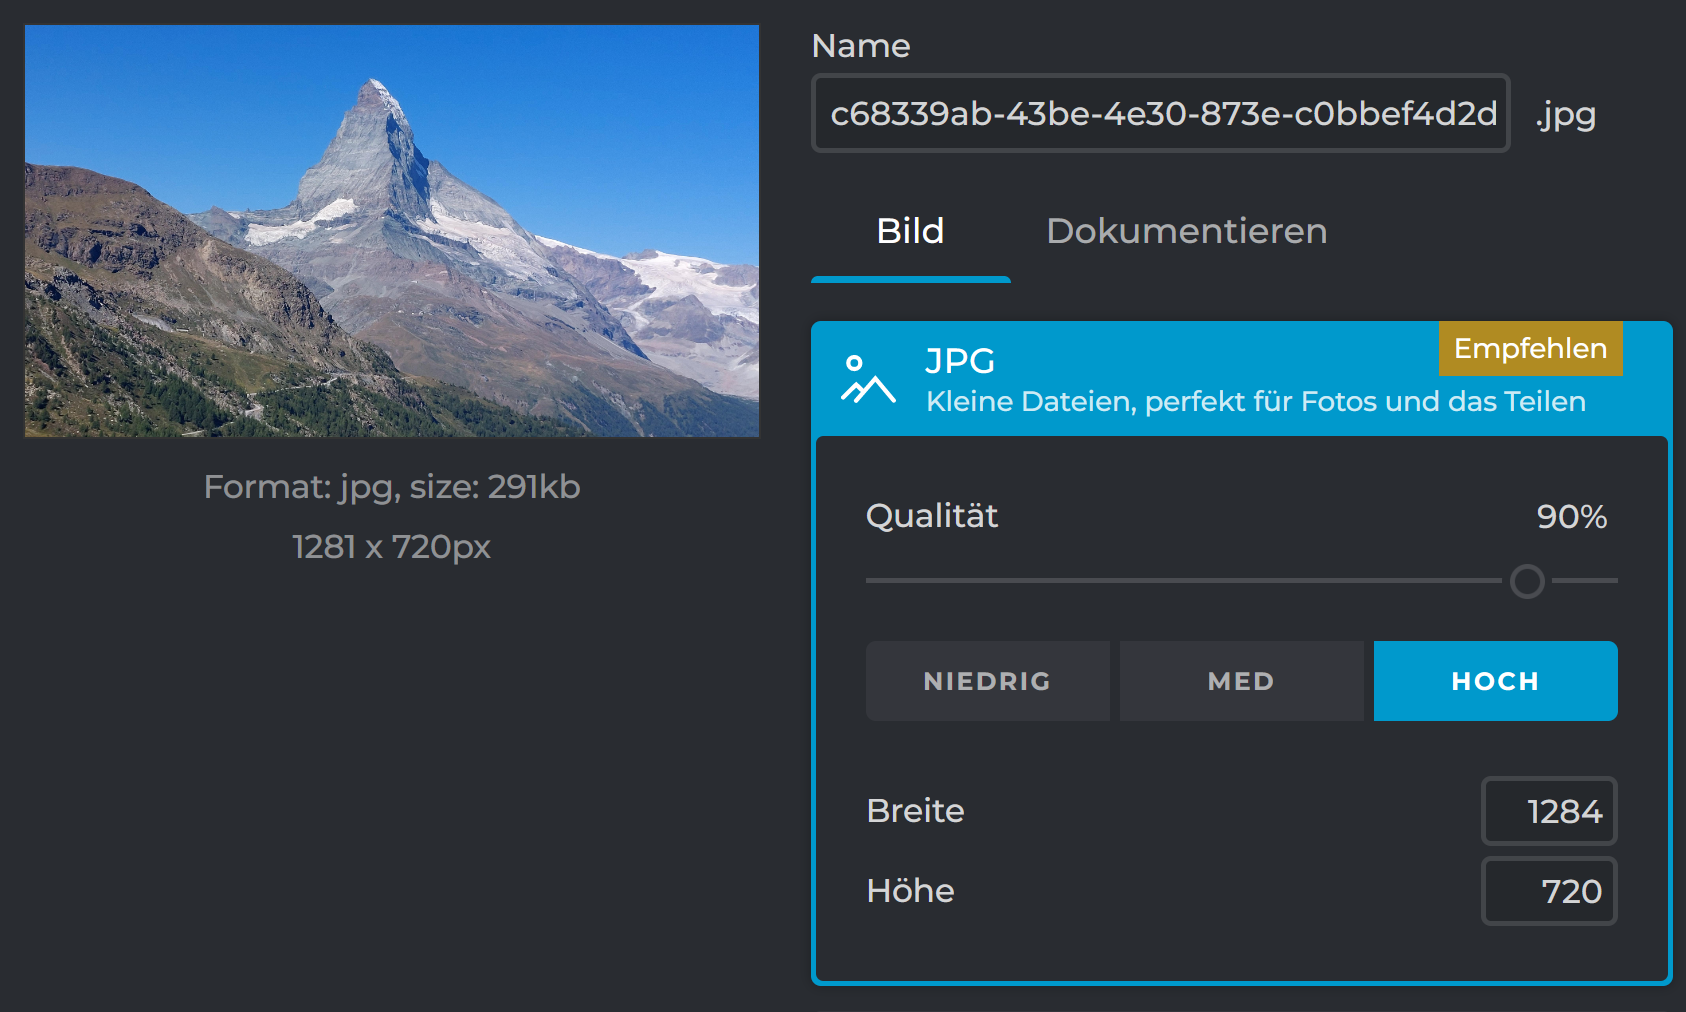 Format: jpg, size: 291kb
1281 x 720px
Name
c68339ab-43be-4e30-873e-c0bbef4d2d .jpg
Bild Dokumentieren
Empfehlen
JPG
Kleine Dateien, perfekt für Fotos und das Teilen
Qualität 90%
NIEDRIG MED HOCH
Breite 1284
Höhe 720